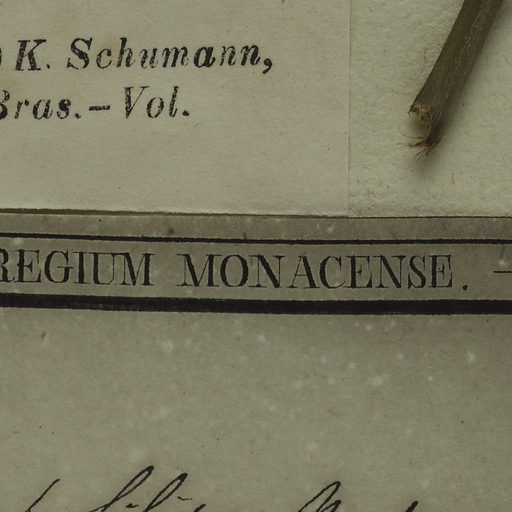 ) K. Schumann,
Bras.—Vol.
REGIUM MONACENSE. —